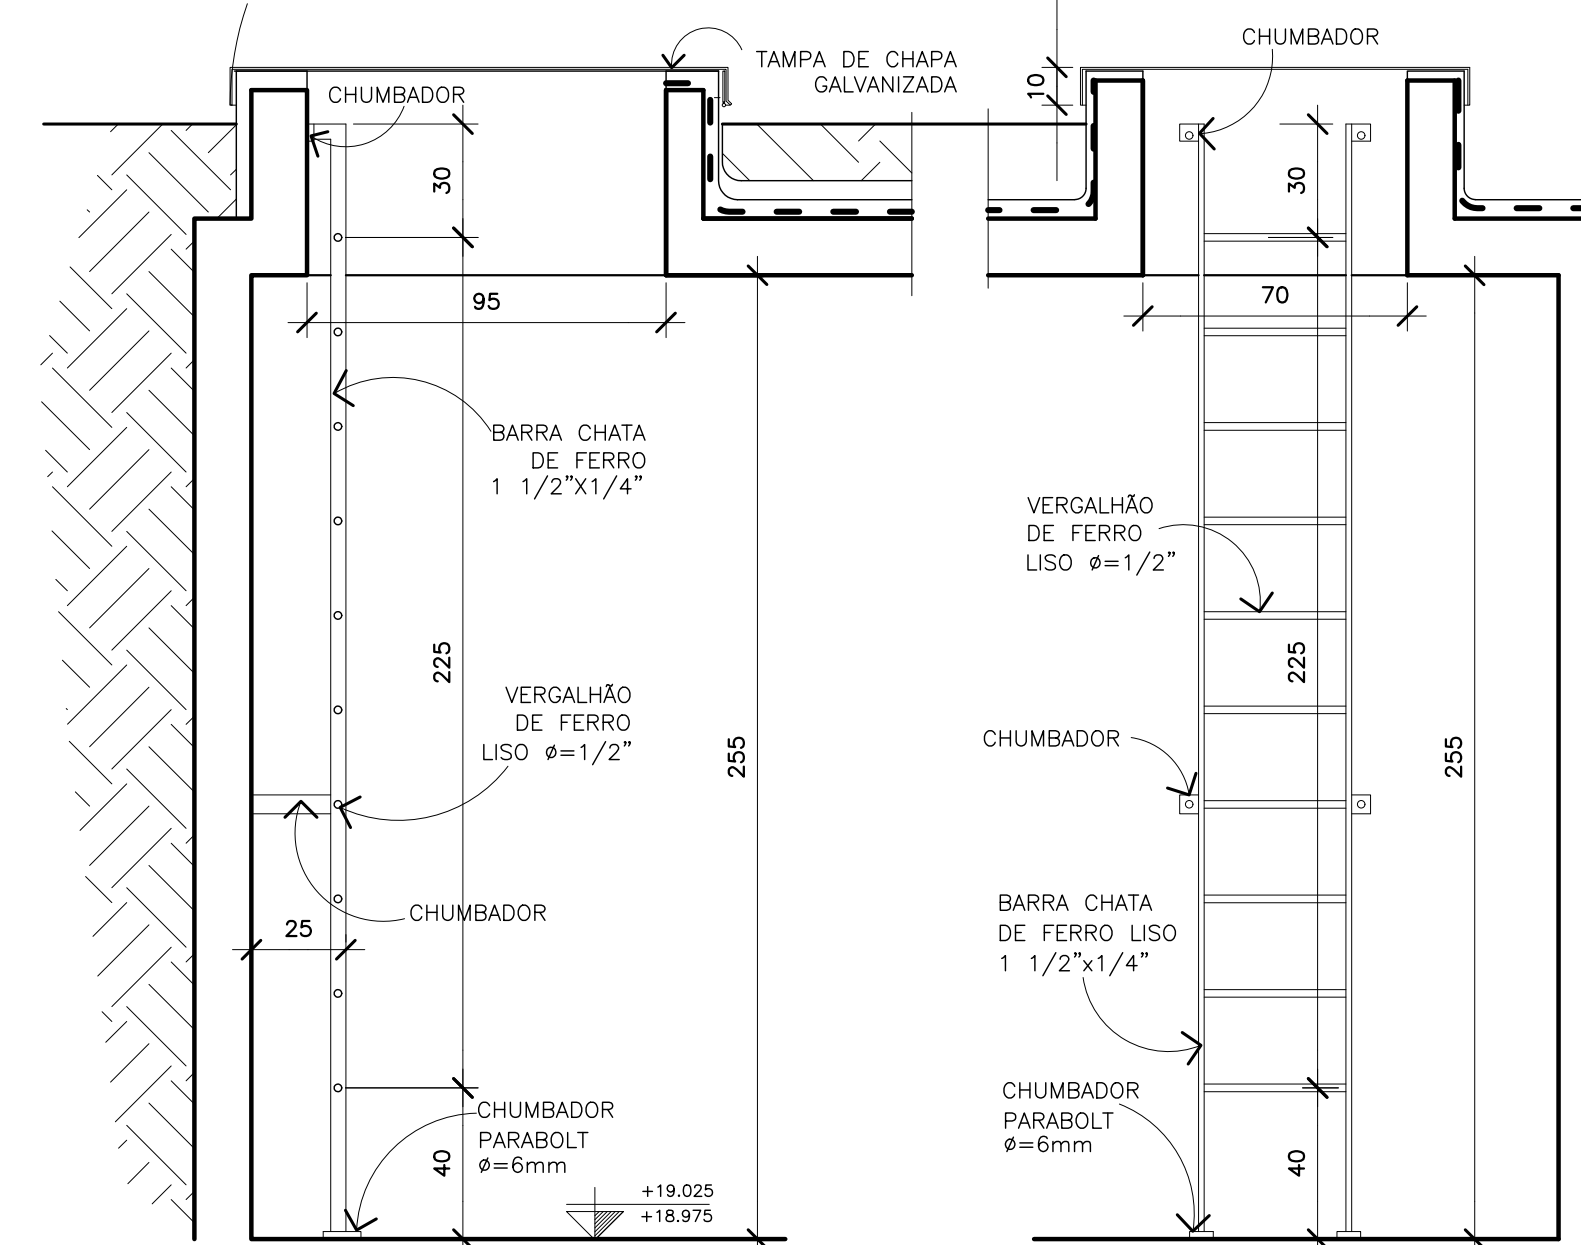 CHUMBADOR
TAMPA DE CHAPA
GALVANIZADA
10
CHUMBADOR
30
30
95
70
BARRA CHATA
DE FERRO
1 1/2”X1/4”
VERGALHÃO
DE FERRO
LISO ø=1/2”
225
225
VERGALHÃO
DE FERRO
LISO ø=1/2”
255
CHUMBADOR
255
CHUMBADOR
25
BARRA CHATA
DE FERRO LISO
1 1/2”x1/4”
CHUMBADOR
PARABOLT
ø=6mm
40
+19.025
+18.975
CHUMBADOR
PARABOLT
ø=6mm
40